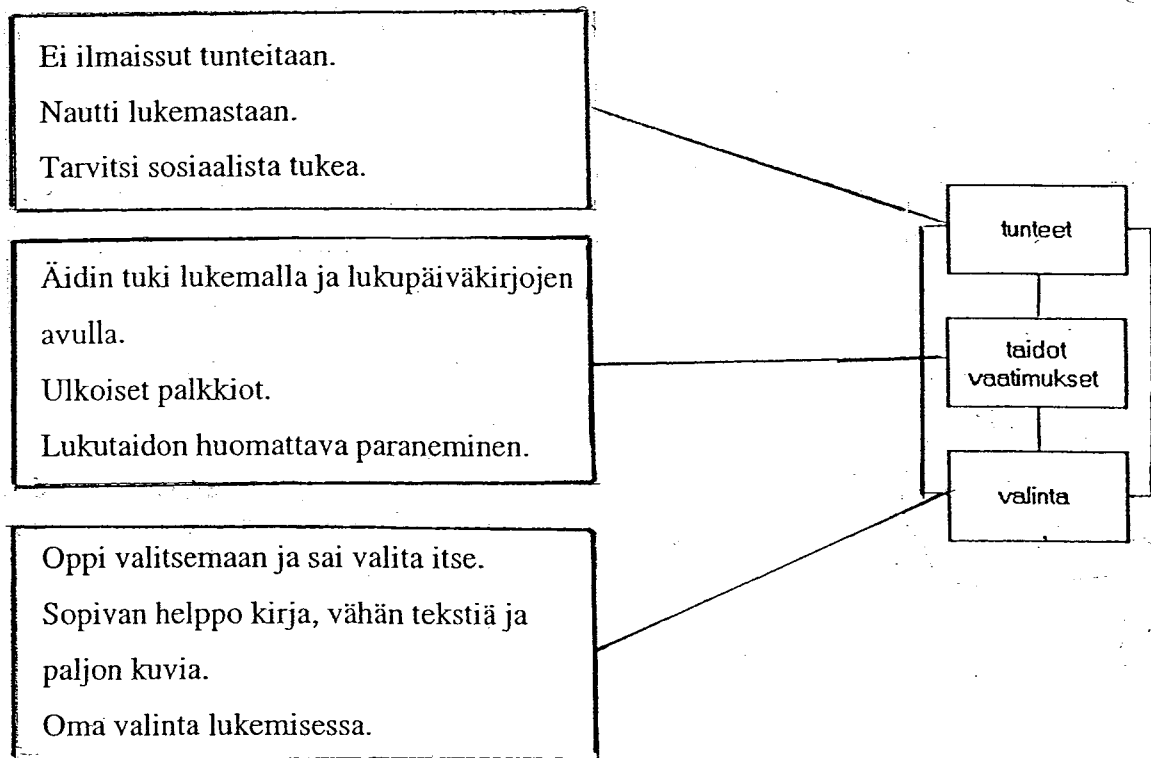 Ei ilmaissut tunteitaan.
Nautti lukemastaan.
Tarvitsi sosiaalista tukea.
Äidin tuki lukemalla ja lukupäiväkirjojen
avulla.
Ulkoiset palkkiot.
Lukutaidon huomattava paraneminen.
Oppi valitsemaan ja sai valita itse.
Sopivan helppo kirja, vähän tekstiä ja
paljon kuvia.
Oma valinta lukemisessa.
tunteet
taidot
vaatimukset
valinta